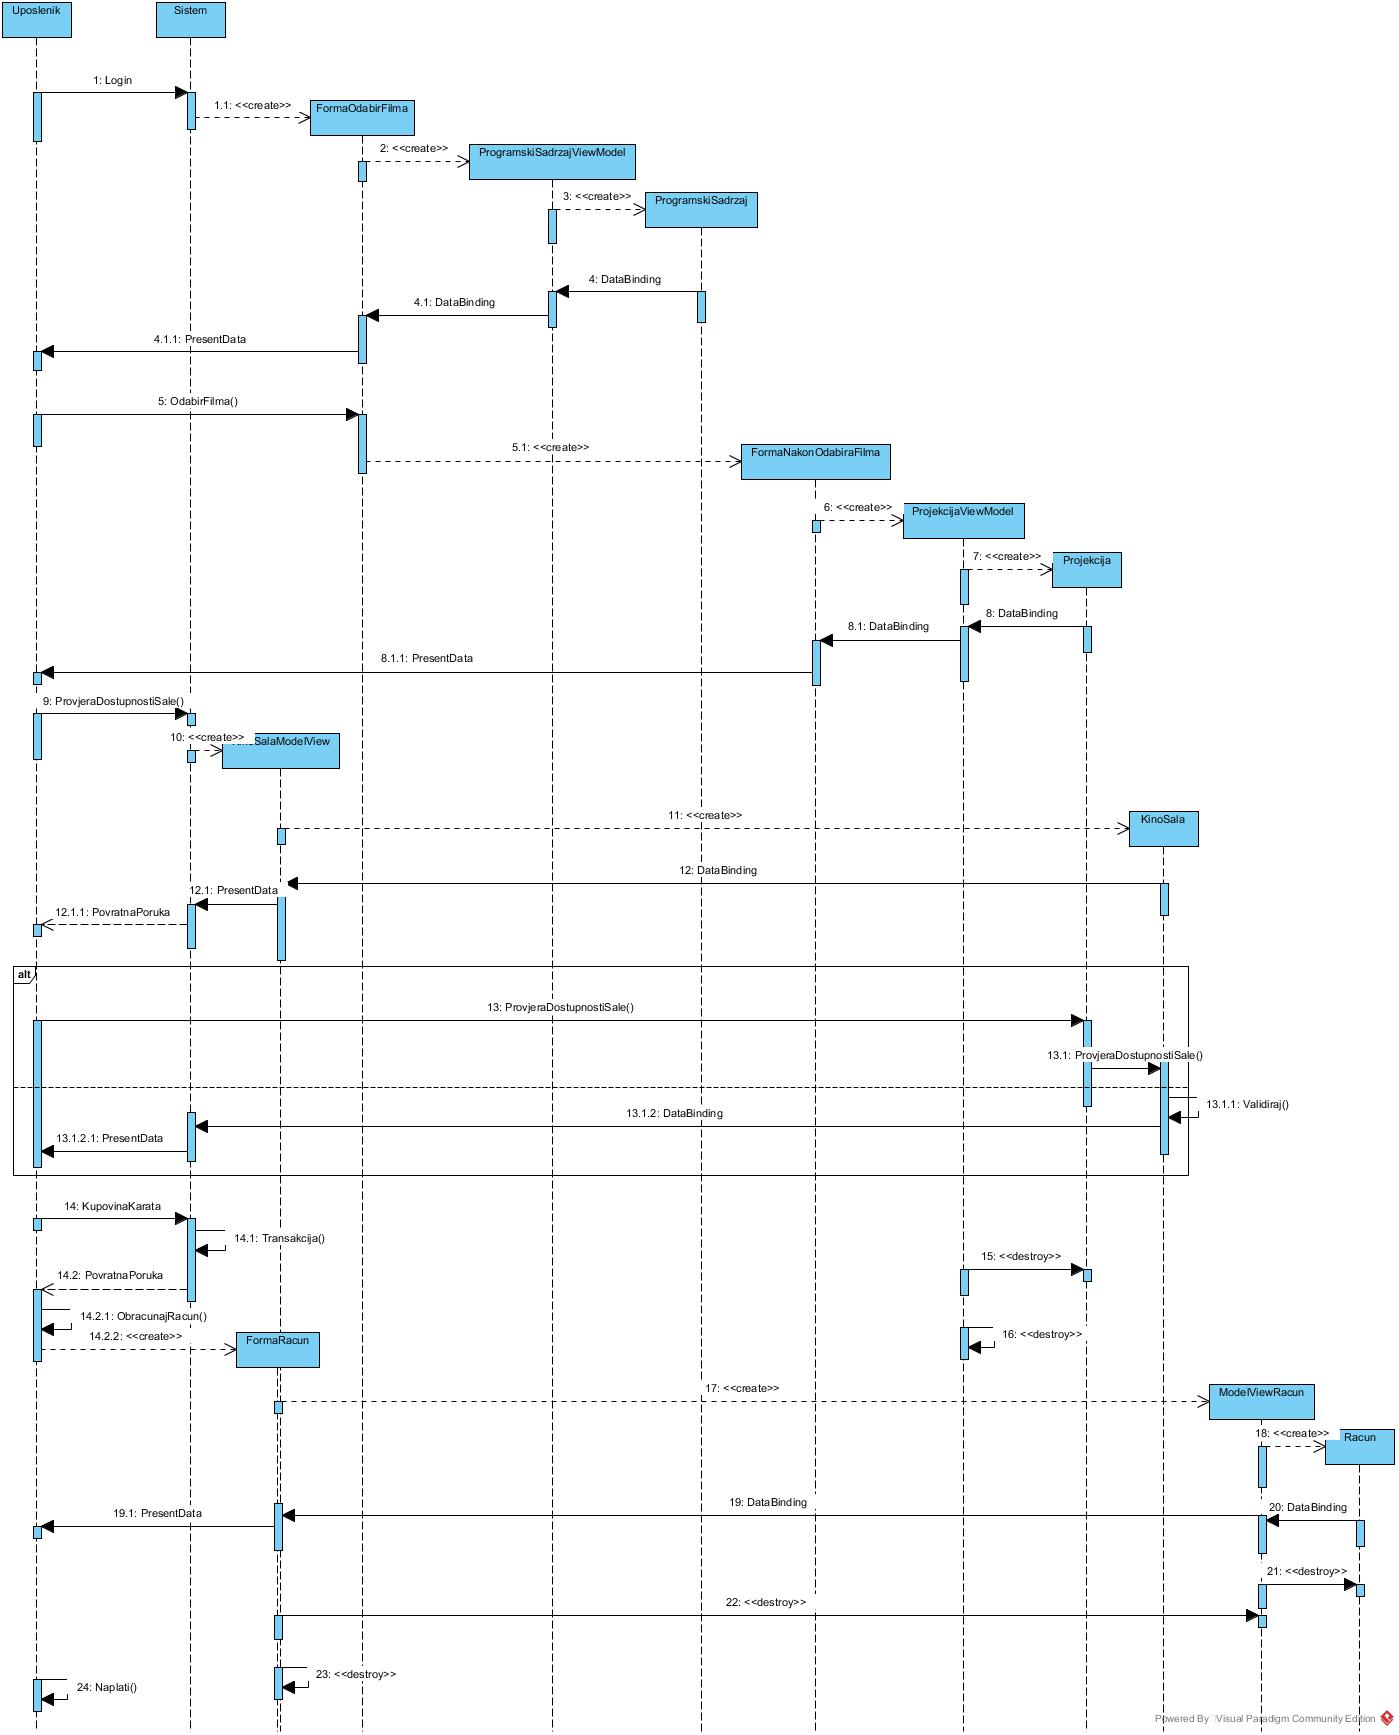 Uposlenik
Sistem
1: Login
1.1: <<create>>
FormaOdabirFilma
2: <<create>>
ProgramskiSadrzajViewModel
3: <<create>>
ProgramskiSadrzaj
4: DataBinding
4.1: DataBinding
4.1.1: PresentData
5: OdabirFilma()
5.1: <<create>>
FormaNakonOdabiraFilma
6: <<create>>
ProjekcijaViewModel
7: <<create>>
Projekcija
8: DataBinding
8.1: DataBinding
8.1.1: PresentData
9: ProvjeraDostupnostiSale()
10: <<create>>
SalaModelView
11: <<create>>
KinoSala
12: DataBinding
12.1: PresentData
12.1.1: PovratnaPoruka
alt
13: ProvjeraDostupnostiSale()
13.1: ProvjeraDostupnostiSale()
13.1.1: Validiraj()
13.1.2: DataBinding
13.1.2.1: PresentData
14: KupovinaKarata
14.1: Transakcija()
15: <<destroy>>
14.2: PovratnaPoruka
14.2.1: ObracunajRacun()
14.2.2: <<create>>
FormaRacun
16: <<destroy>>
17: <<create>>
ModelViewRacun
18: <<create>>
Racun
19: DataBinding
20: DataBinding
19.1: PresentData
21: <<destroy>>
22: <<destroy>>
23: <<destroy>>
24: Naplati()
Powered By Visual Paradigm Community Edition